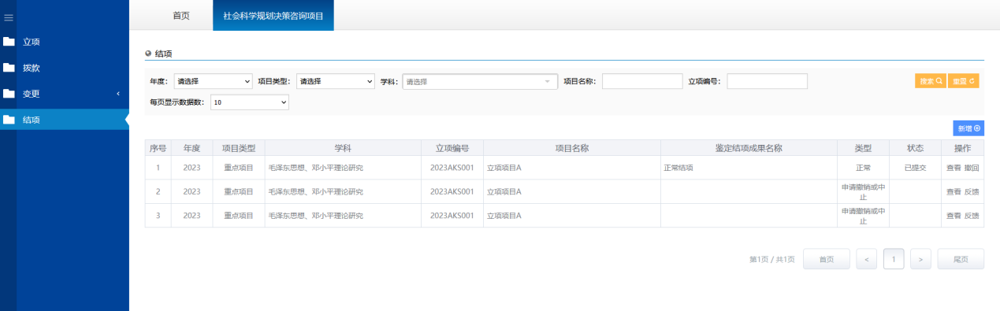 首页 社会科学规划决策咨询项目
立项
拨款
变更
结项
结项
年度： 请选择 项目类型： 请选择 学科： 请选择 项目名称： 立项编号： 搜索 重置
每页显示数据数： 10
新增
序号 年度 项目类型 学科 立项编号 项目名称 鉴定结项成果名称 类型 状态 操作
1 2023 重点项目 毛泽东思想、邓小平理论研究 2023AKS001 立项项目A 正常结项 正常 已提交 查看 撤回
2 2023 重点项目 毛泽东思想、邓小平理论研究 2023AKS001 立项项目A 申请撤销或中止 查看 反馈
3 2023 重点项目 毛泽东思想、邓小平理论研究 2023AKS001 立项项目A 申请撤销或中止 查看 反馈
第1页 / 共1页 首页 < 1 > 尾页